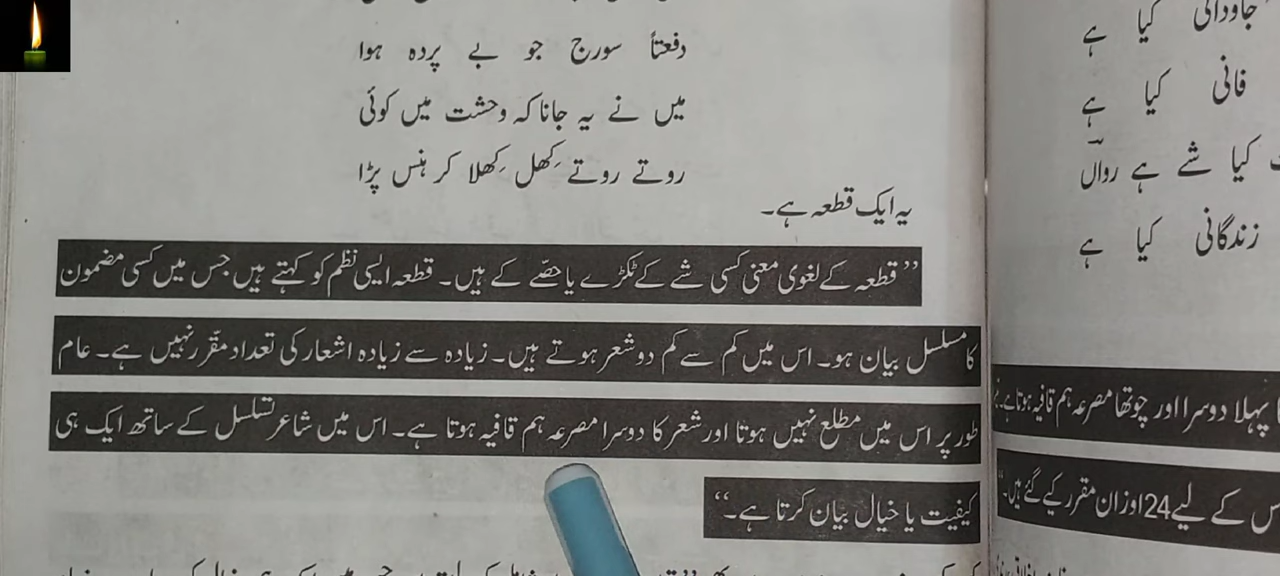 دفعتاً سورج جو بے پردہ ہوا
میں نے یہ جانا کہ وحشت میں کوئی
روتے روتے کِھل کِھلا کر ہنس پڑا
یہ ایک قطعہ ہے۔
’’قطعہ کے لغوی معنی کسی شے کے ٹکڑے یا حصّے کے ہیں۔ قطعہ ایسی نظم کو کہتے ہیں جس میں کسی مضمون
کا مسلسل بیان ہو۔ اس میں کم سے کم دو شعر ہوتے ہیں۔ زیادہ سے زیادہ اشعار کی تعداد مقرّر نہیں ہے۔ عام
طور پر اس میں مطلع نہیں ہوتا اور شعر کا دوسرا مصرعہ ہم قافیہ ہوتا ہے۔ اس میں شاعر تسلسل کے ساتھ ایک ہی
کیفیت یا خیال بیان کرتا ہے۔‘‘
جاودانی کیا ہے
فانی کیا ہے
کیا شے ہے رواں
زندگانی کیا ہے
پہلا دوسرا اور چوتھا مصرعہ ہم قافیہ ہوتا ہے۔
کے لیے 24 اوزان مقرر کیے گئے ہیں۔‘‘